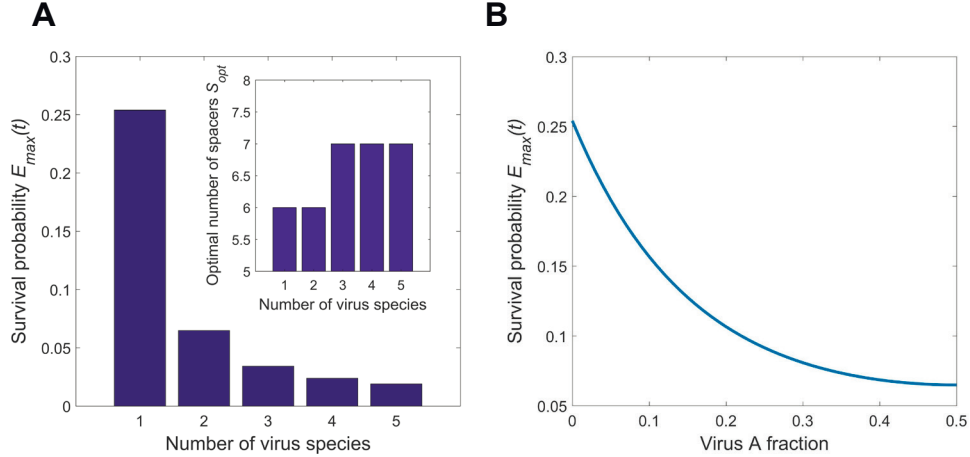 A
Survival probability E_max(t)
0.3
0.25
0.2
0.15
0.1
0.05
0
1 2 3 4 5
Number of virus species
Optimal number of spacers S_opt
8
7.5
7
6.5
6
5.5
5
1 2 3 4 5
Number of virus species
B
Survival probability E_max(t)
0.3
0.25
0.2
0.15
0.1
0.05
0 0.1 0.2 0.3 0.4 0.5
Virus A fraction